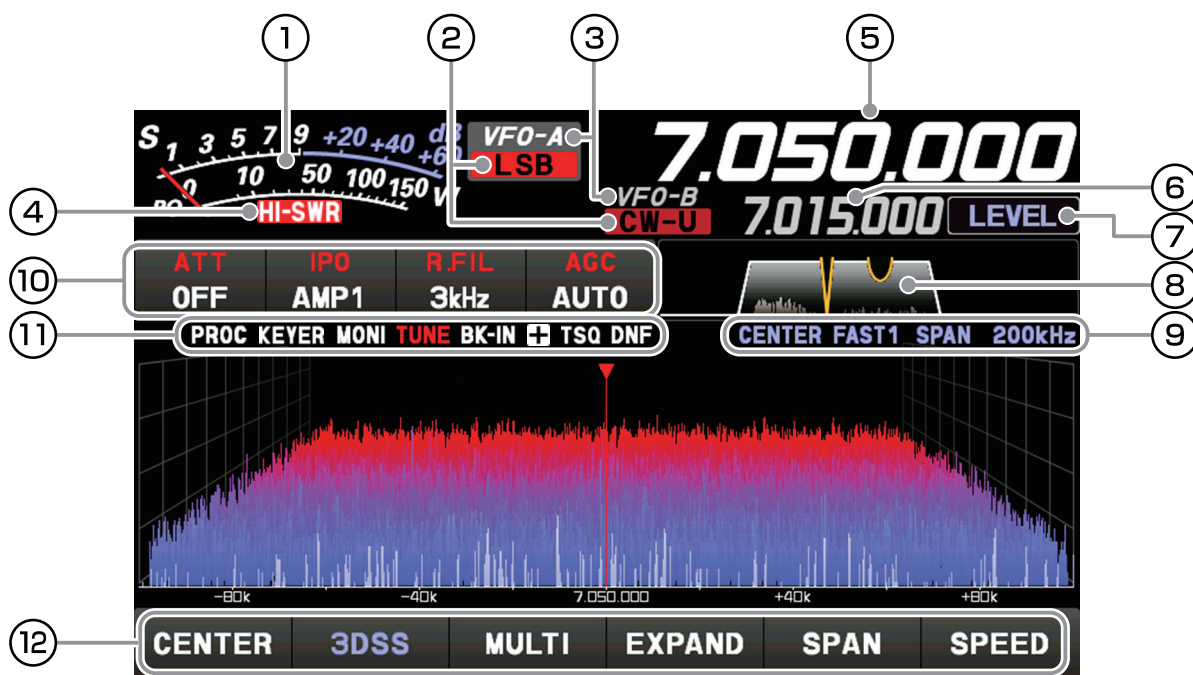 1 2 3 5
S 1 3 5 7 9 +20 +40 +60 dB
VFO-A
LSB
7.050.000
0 10 50 100 150 W
PO
4 HI-SWR
VFO-B
CW-U
7.015.000
6
LEVEL
7
10
ATT IPO R.FIL AGC
OFF AMP1 3kHz AUTO
8
11 PROC KEYER MONI TUNE BK-IN + TSQ DNF
CENTER FAST1 SPAN 200kHz 9
-80k -40k 7.050.000 +40k +80k
12 CENTER 3DSS MULTI EXPAND SPAN SPEED